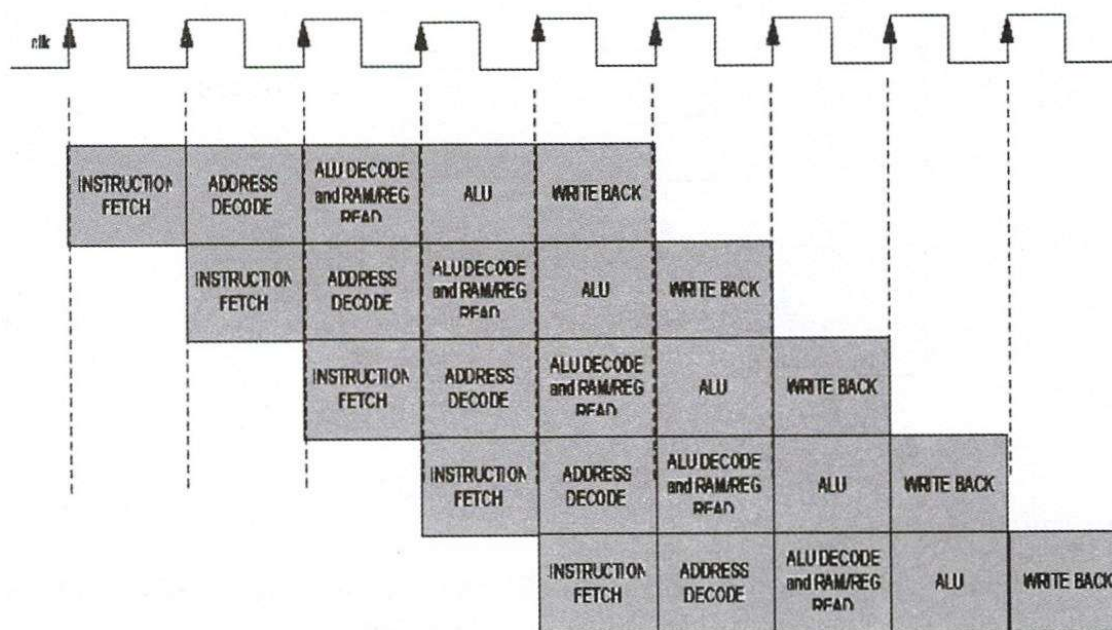 clk
INSTRUCTION
FETCH
ADDRESS
DECODE
ALU DECODE
and RAM/REG
READ
ALU
WRITE BACK
INSTRUCTION
FETCH
ADDRESS
DECODE
ALU DECODE
and RAM/REG
READ
ALU
WRITE BACK
INSTRUCTION
FETCH
ADDRESS
DECODE
ALU DECODE
and RAM/REG
READ
ALU
WRITE BACK
INSTRUCTION
FETCH
ADDRESS
DECODE
ALU DECODE
and RAM/REG
READ
ALU
WRITE BACK
INSTRUCTION
FETCH
ADDRESS
DECODE
ALU DECODE
and RAM/REG
READ
ALU
WRITE BACK